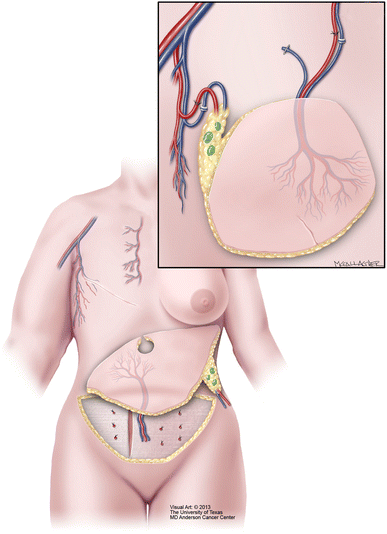 Visual Art: © 2013
The University of Texas
MD Anderson Cancer Center